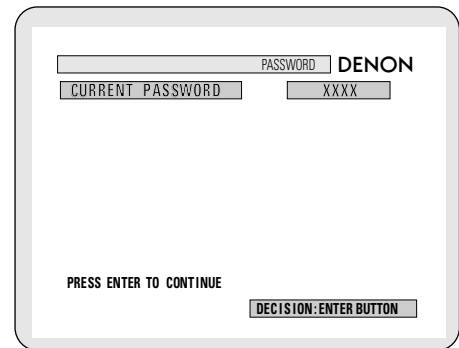 PASSWORD DENON
CURRENT PASSWORD XXXX
PRESS ENTER TO CONTINUE
DECISION:ENTER BUTTON